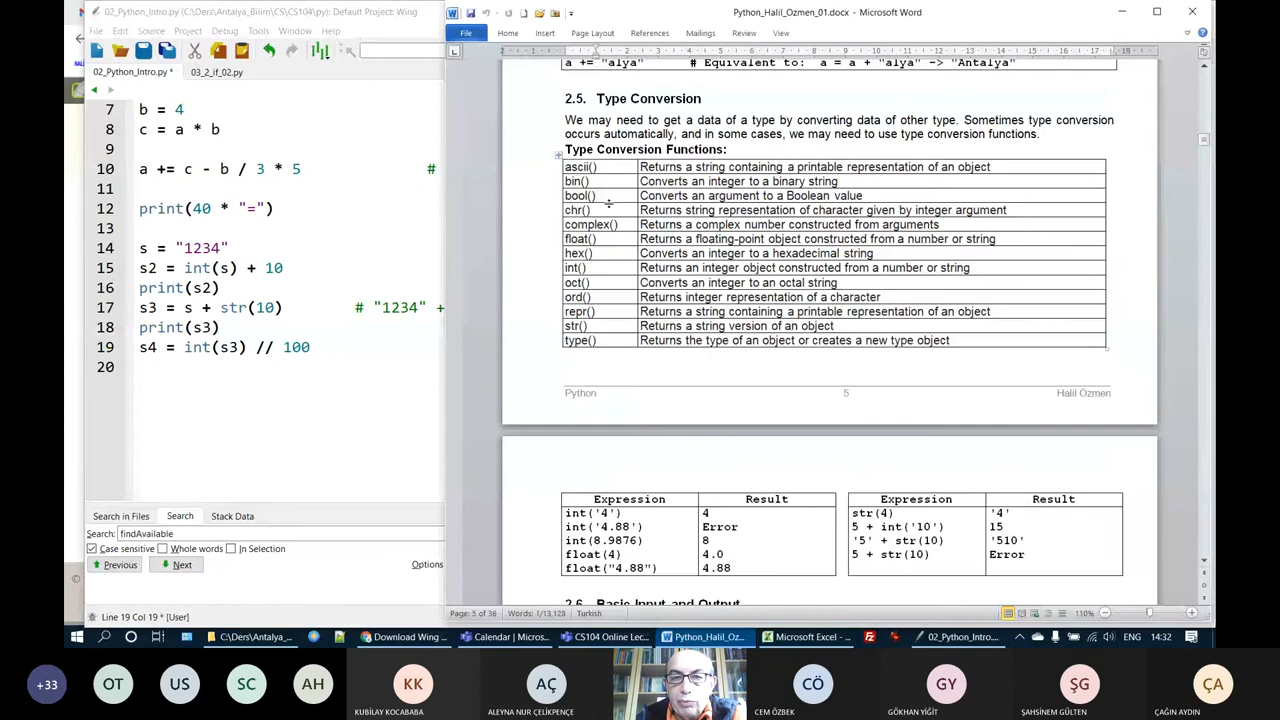 02_Python_Intro.py (C:/Ders/Antalya_Bilim/CS/CS104/py): Default Project: Wing
File Edit Source Project Debug Tools Window Help
02_Python_Intro.py * 03_2_if_02.py
7 b = 4
8 c = a * b
9
10 a += c - b / 3 * 5 #
11
12 print(40 * "=")
13
14 s = "1234"
15 s2 = int(s) + 10
16 print(s2)
17 s3 = s + str(10) # "1234" +
18 print(s3)
19 s4 = int(s3) // 100
20
Search in Files Search Stack Data
Search: findAvailable
Case sensitive Whole words In Selection
Previous Next Options
Line 19 Col 19 * [User]
Python_Halil_Ozmen_01.docx - Microsoft Word
File Home Insert Page Layout References Mailings Review View
a += "alya" # Equivalent to: a = a + "alya" -> "Antalya"
2.5. Type Conversion
We may need to get a data of a type by converting data of other type. Sometimes type conversion
occurs automatically, and in some cases, we may need to use type conversion functions.
Type Conversion Functions:
ascii() Returns a string containing a printable representation of an object
bin() Converts an integer to a binary string
bool() Converts an argument to a Boolean value
chr() Returns string representation of character given by integer argument
complex() Returns a complex number constructed from arguments
float() Returns a floating-point object constructed from a number or string
hex() Converts an integer to a hexadecimal string
int() Returns an integer object constructed from a number or string
oct() Converts an integer to an octal string
ord() Returns integer representation of a character
repr() Returns a string containing a printable representation of an object
str() Returns a string version of an object
type() Returns the type of an object or creates a new type object
Python 5 Halil Ozmen
Expression Result Expression Result
int('4') 4 str(4) '4'
int('4.88') Error 5 + int('10') 15
int(8.9876) 8 '5' + str(10) '510'
float(4) 4.0 5 + str(10) Error
float("4.88") 4.88
2.6. Basic Input and Output
Page: 5 of 36 Words: 1/13,128 Turkish 110%
C:\Ders\Antalya_... Download Wing ... Calendar | Micros... CS104 Online Lec... Python_Halil_Oz... Microsoft Excel - ... 02_Python_Intro.... ENG 14:32
+33 OT US SC AH KK AÇ CÖ GY ŞG ÇA
KUBİLAY KOCABABA ALEYNA NUR ÇELİKPENÇE CEM ÖZBEK GÖKHAN YİĞİT ŞAHSİNEM GÜLTEN ÇAĞIN AYDIN